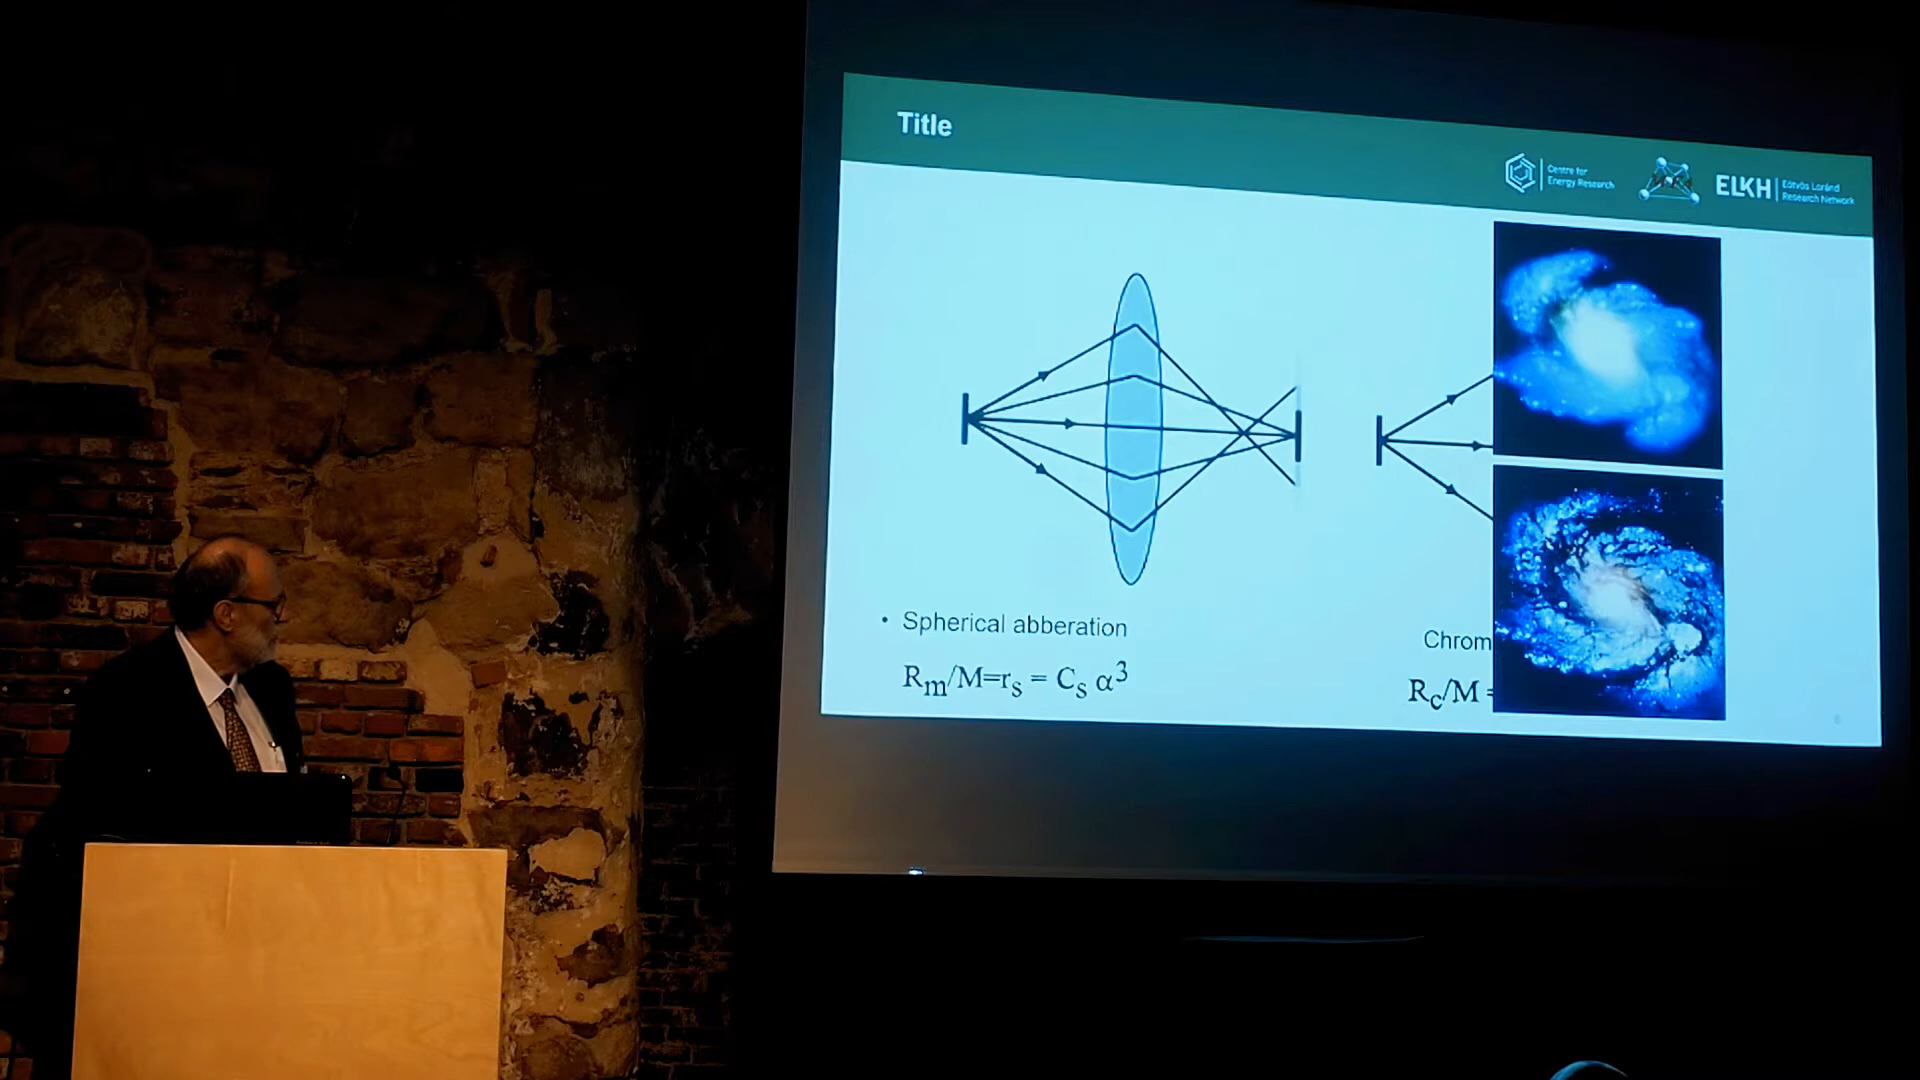 Title
Centre for
Energy Research
ELKH
Eötvös Loránd
Research Network
• Spherical abberation
Rm/M=rs = Cs α³
Chrom
Rc/M =